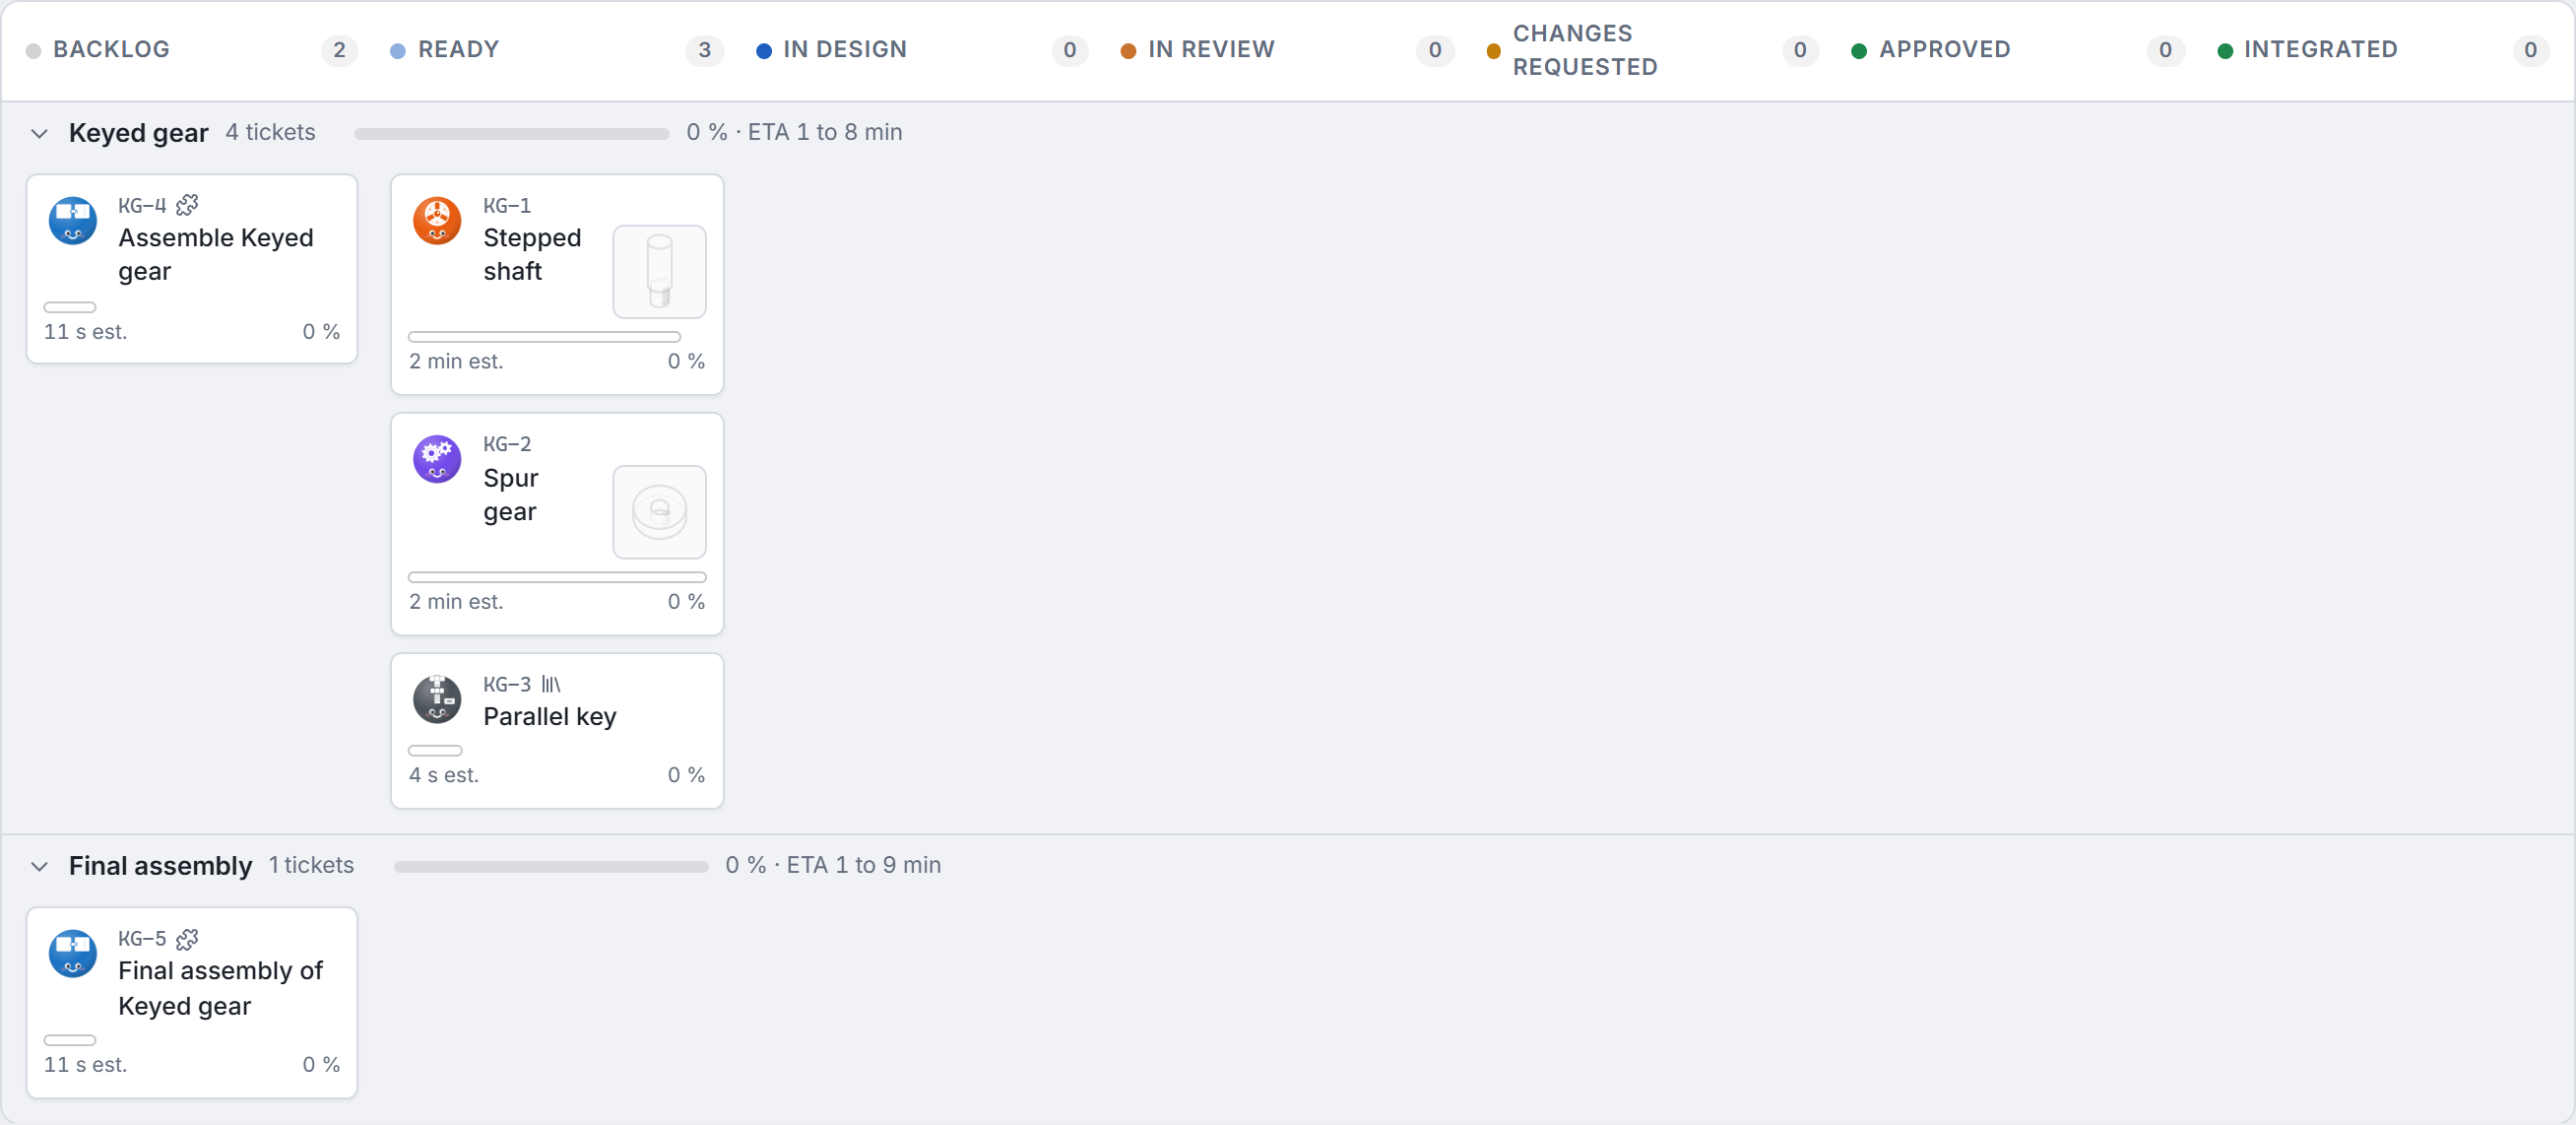 BACKLOG 2
READY 3
IN DESIGN 0
IN REVIEW 0
CHANGES
REQUESTED 0
APPROVED 0
INTEGRATED 0
Keyed gear 4 tickets 0 % · ETA 1 to 8 min
KG-4
Assemble Keyed
gear
11 s est. 0 %
KG-1
Stepped
shaft
2 min est. 0 %
KG-2
Spur
gear
2 min est. 0 %
KG-3
Parallel key
4 s est. 0 %
Final assembly 1 tickets 0 % · ETA 1 to 9 min
KG-5
Final assembly of
Keyed gear
11 s est. 0 %